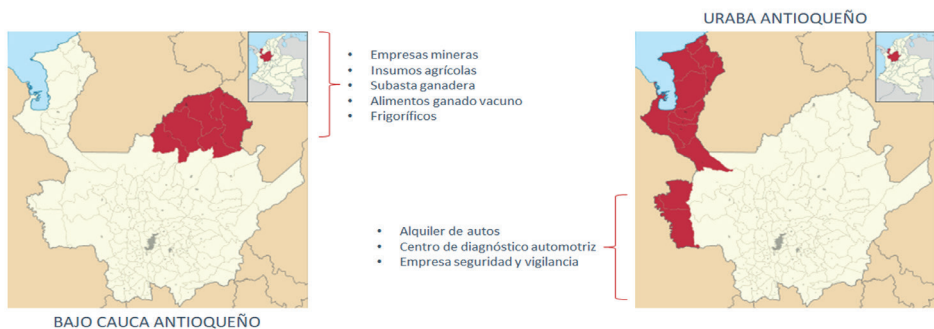 URABA ANTIOQUEÑO
• Empresas mineras
• Insumos agrícolas
• Subasta ganadera
• Alimentos ganado vacuno
• Frigoríficos
• Alquiler de autos
• Centro de diagnóstico automotriz
• Empresa seguridad y vigilancia
BAJO CAUCA ANTIOQUEÑO